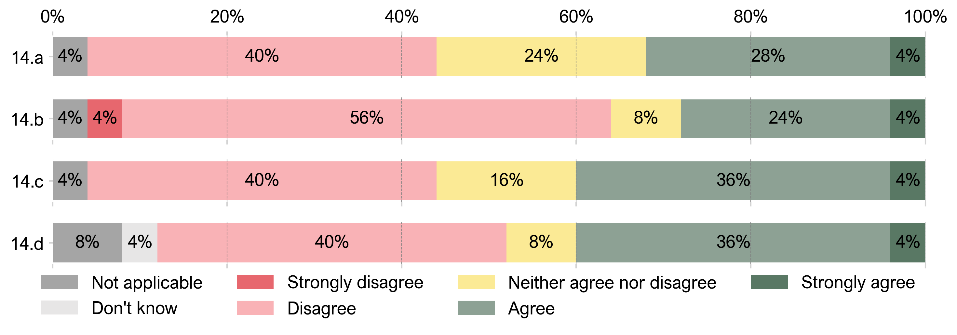 0% 20% 40% 60% 80% 100%
14.a 4% 40% 24% 28% 4%
14.b 4% 4% 56% 8% 24% 4%
14.c 4% 40% 16% 36% 4%
14.d 8% 4% 40% 8% 36% 4%
Not applicable Strongly disagree Neither agree nor disagree Strongly agree
Don't know Disagree Agree